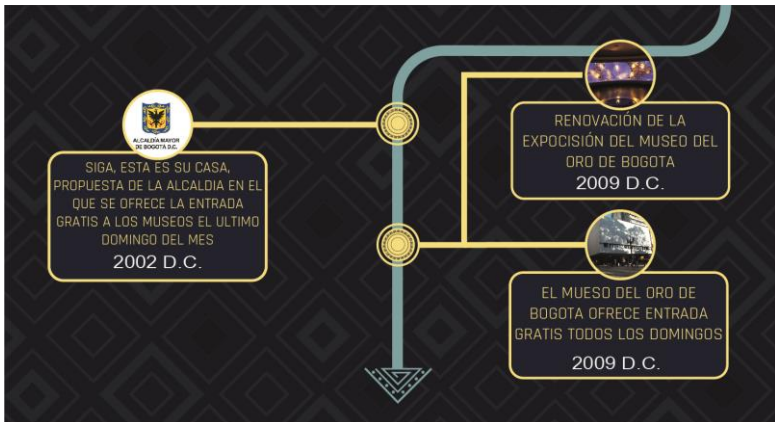 ALCALDÍA MAYOR
DE BOGOTÁ D.C.
SIGA, ESTA ES SU CASA,
PROPUESTA DE LA ALCALDIA EN EL
QUE SE OFRECE LA ENTRADA
GRATIS A LOS MUSEOS EL ULTIMO
DOMINGO DEL MES
2002 D.C.
RENOVACIÓN DE LA
EXPOCISIÓN DEL MUSEO DEL
ORO DE BOGOTA
2009 D.C.
EL MUESO DEL ORO DE
BOGOTA OFRECE ENTRADA
GRATIS TODOS LOS DOMINGOS
2009 D.C.